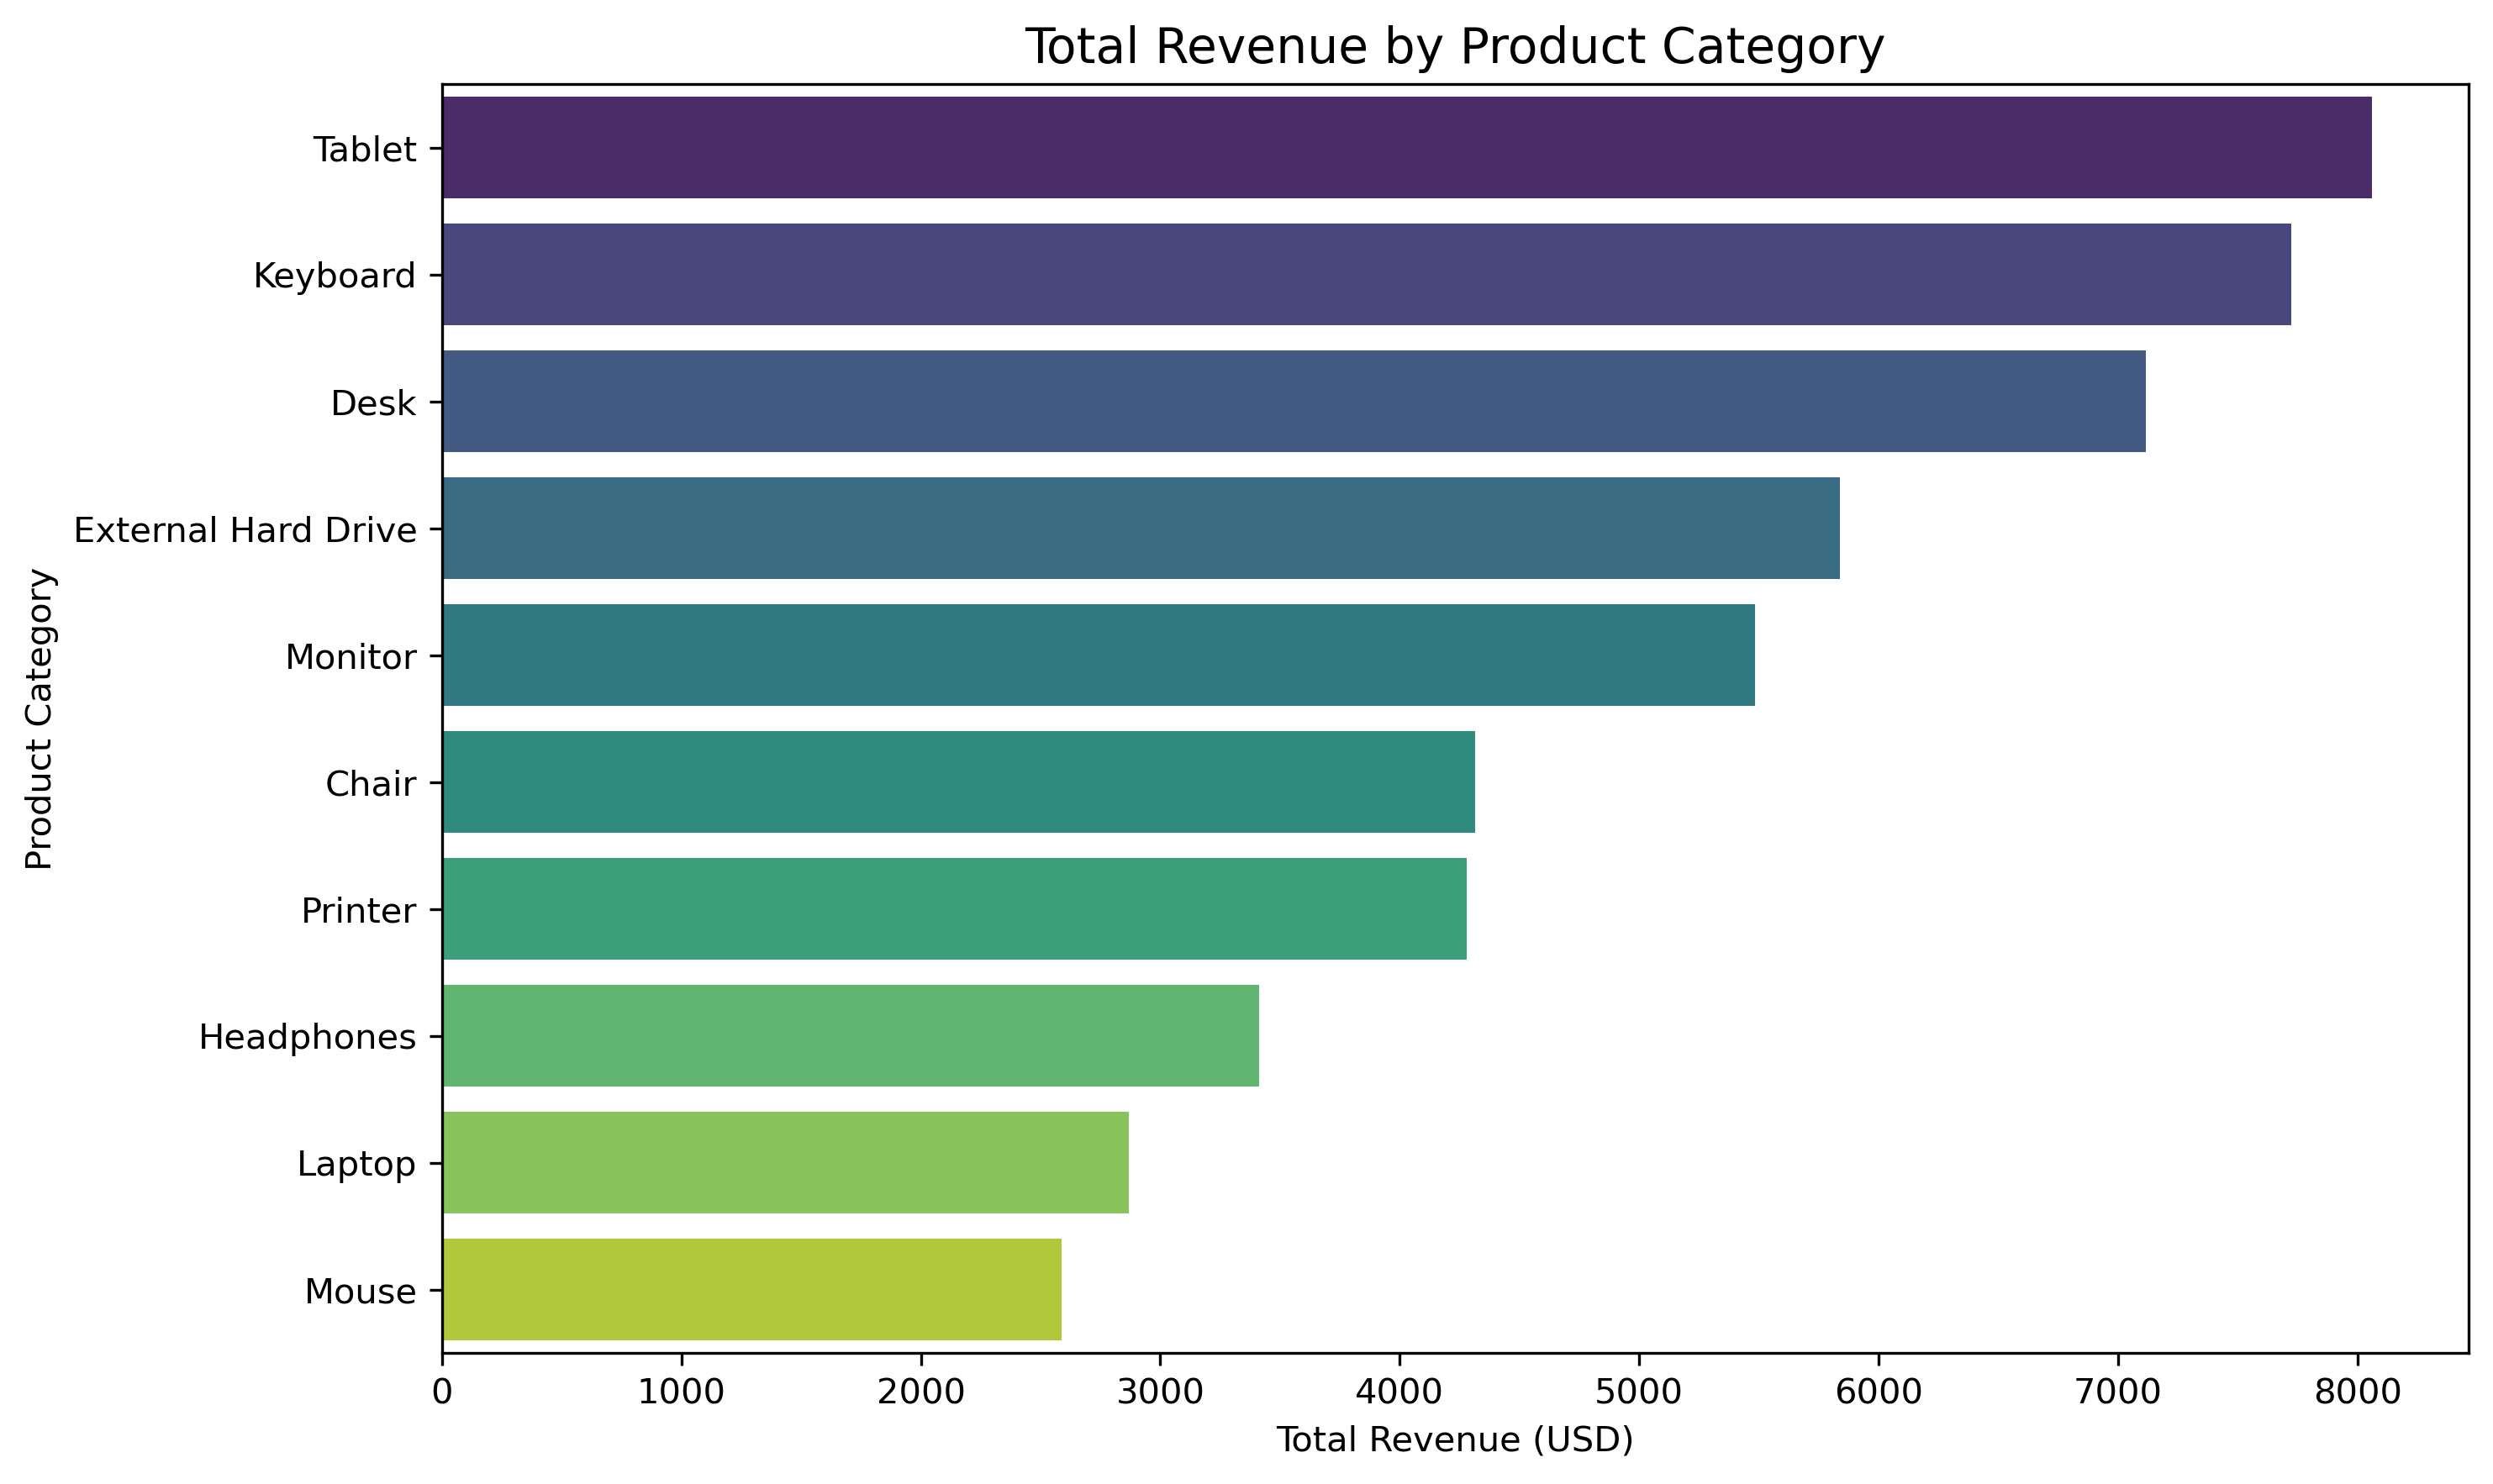 Total Revenue by Product Category
Tablet
Keyboard
Desk
External Hard Drive
Monitor
Chair
Printer
Headphones
Laptop
Mouse
Product Category
0 1000 2000 3000 4000 5000 6000 7000 8000
Total Revenue (USD)